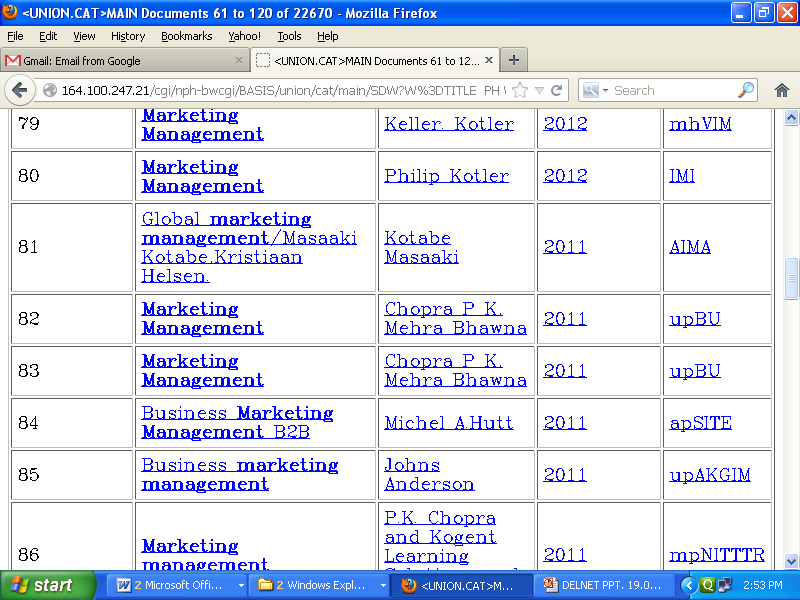 <UNION.CAT>MAIN Documents 61 to 120 of 22670 - Mozilla Firefox
File Edit View History Bookmarks Yahoo! Tools Help
Gmail: Email from Google
<UNION.CAT>MAIN Documents 61 to 12...
164.100.247.21/cgi/nph-bwcgi/BASIS/union/cat/main/SDW?W%3DTITLE PH
Search
79
Marketing
Management
Keller. Kotler
2012
mhVIM
80
Marketing
Management
Philip Kotler
2012
IMI
81
Global marketing
management/Masaaki
Kotabe.Kristiaan
Helsen.
Kotabe
Masaaki
2011
AIMA
82
Marketing
Management
Chopra P K.
Mehra Bhawna
2011
upBU
83
Marketing
Management
Chopra P K.
Mehra Bhawna
2011
upBU
84
Business Marketing
Management B2B
Michel A.Hutt
2011
apSITE
85
Business marketing
management
Johns
Anderson
2011
upAKGIM
86
Marketing
management
P.K. Chopra
and Kogent
Learning
2011
mpNITTTR
start
2 Microsoft Offi...
2 Windows Expl...
<UNION.CAT>M...
DELNET PPT. 19.0...
2:53 PM